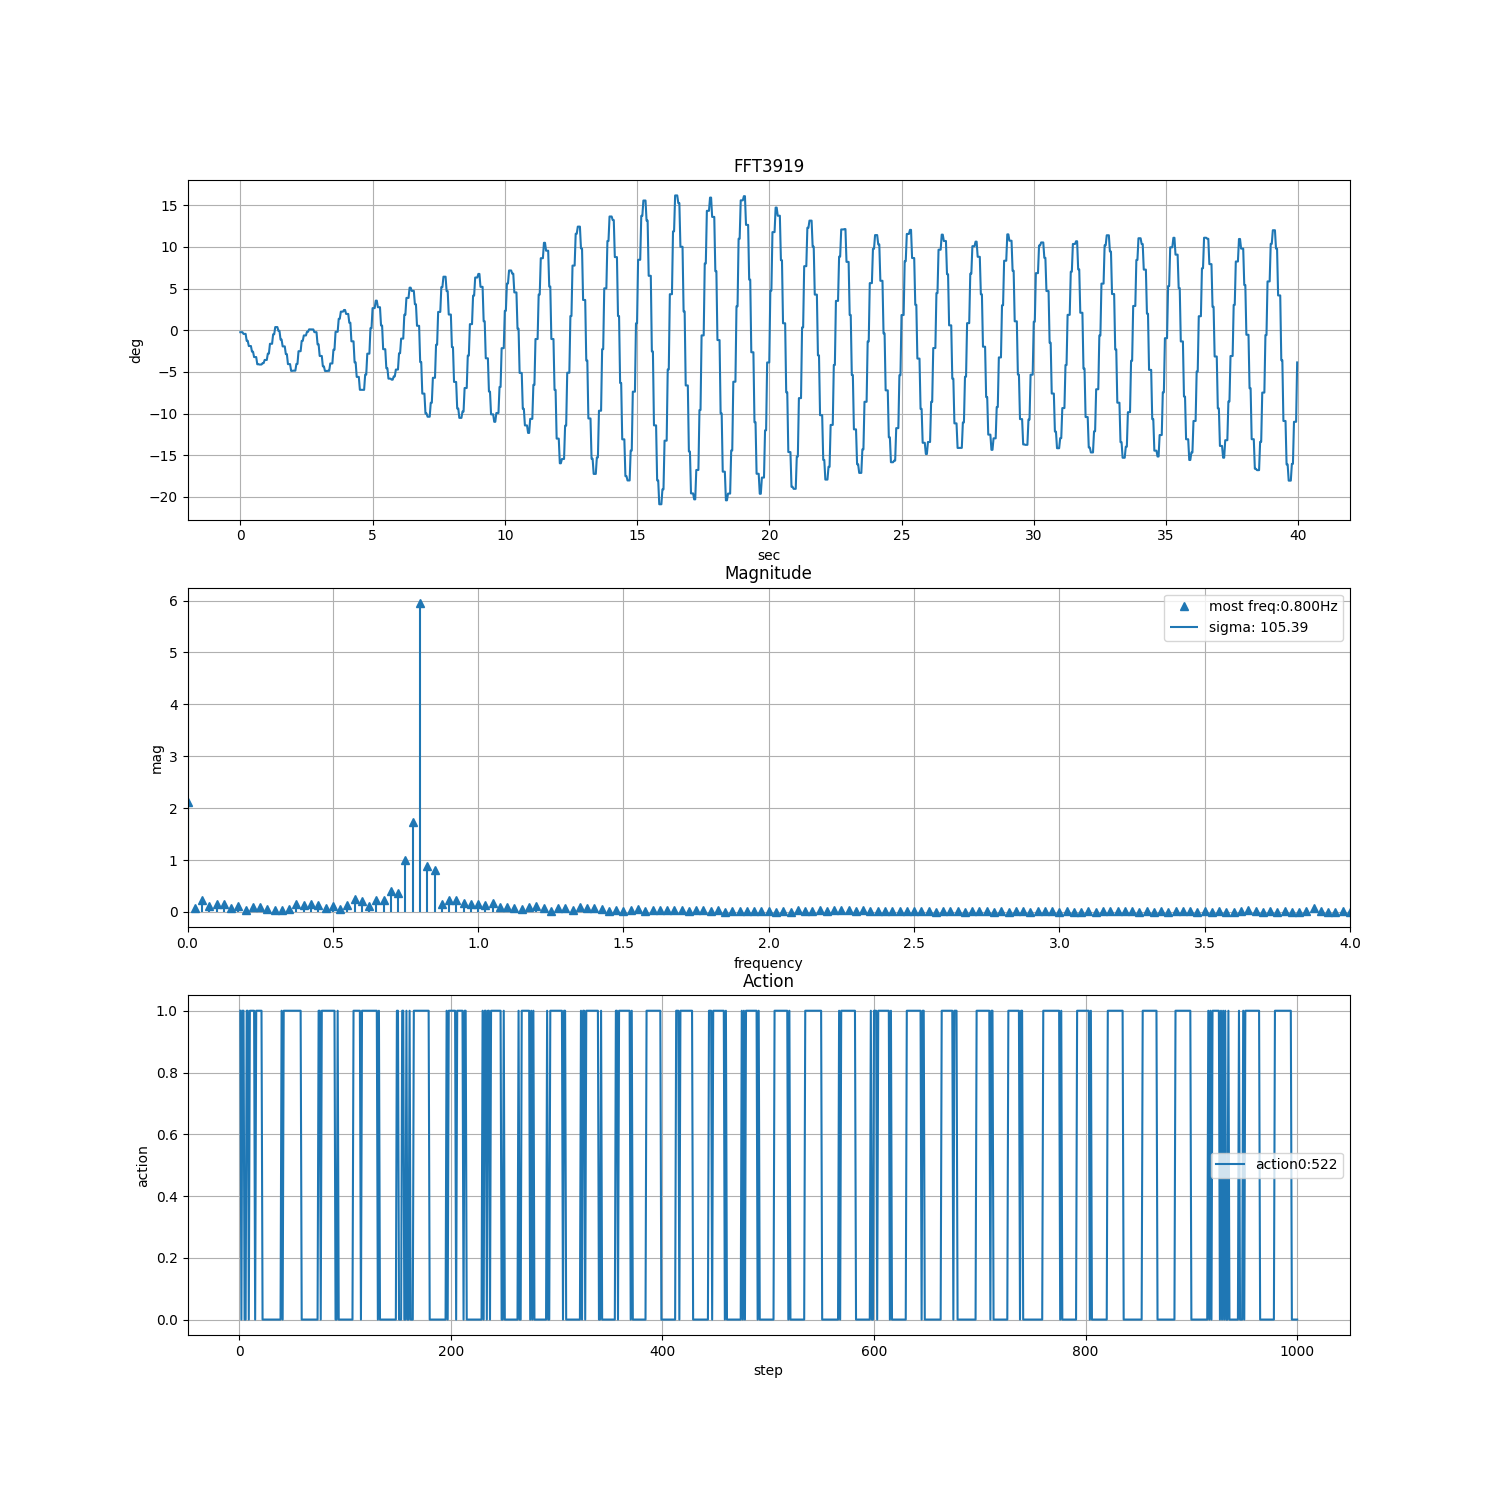 FFT3919
15
10
5
0
−5
−10
−15
−20
deg
0 5 10 15 20 25 30 35 40
sec
Magnitude
6
5
4
3
2
1
0
mag
most freq:0.800Hz
sigma: 105.39
0.0 0.5 1.0 1.5 2.0 2.5 3.0 3.5 4.0
frequency
Action
1.0
0.8
0.6
0.4
0.2
0.0
action
action0:522
0 200 400 600 800 1000
step